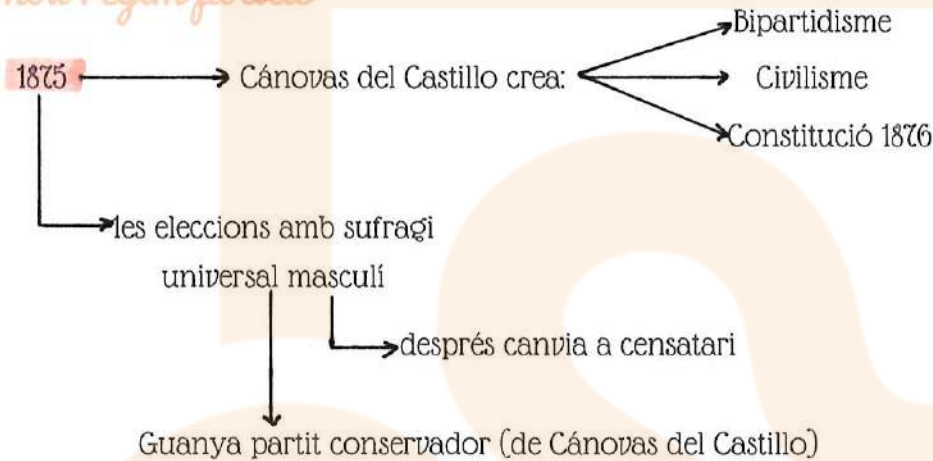 Bipartidisme
1875
Cánovas del Castillo crea:
Civilisme
Constitució 1876
les eleccions amb sufragi
universal masculí
després canvia a censatari
Guanya partit conservador (de Cánovas del Castillo)